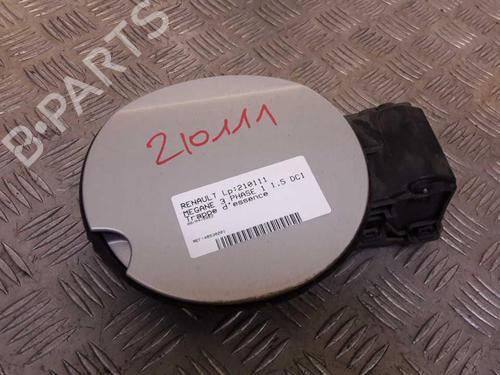 B-PARTS
210111
RENAULT Lp:210111
MEGANE 3 PHASE 1 1.5 DCI
Trappe d'essence